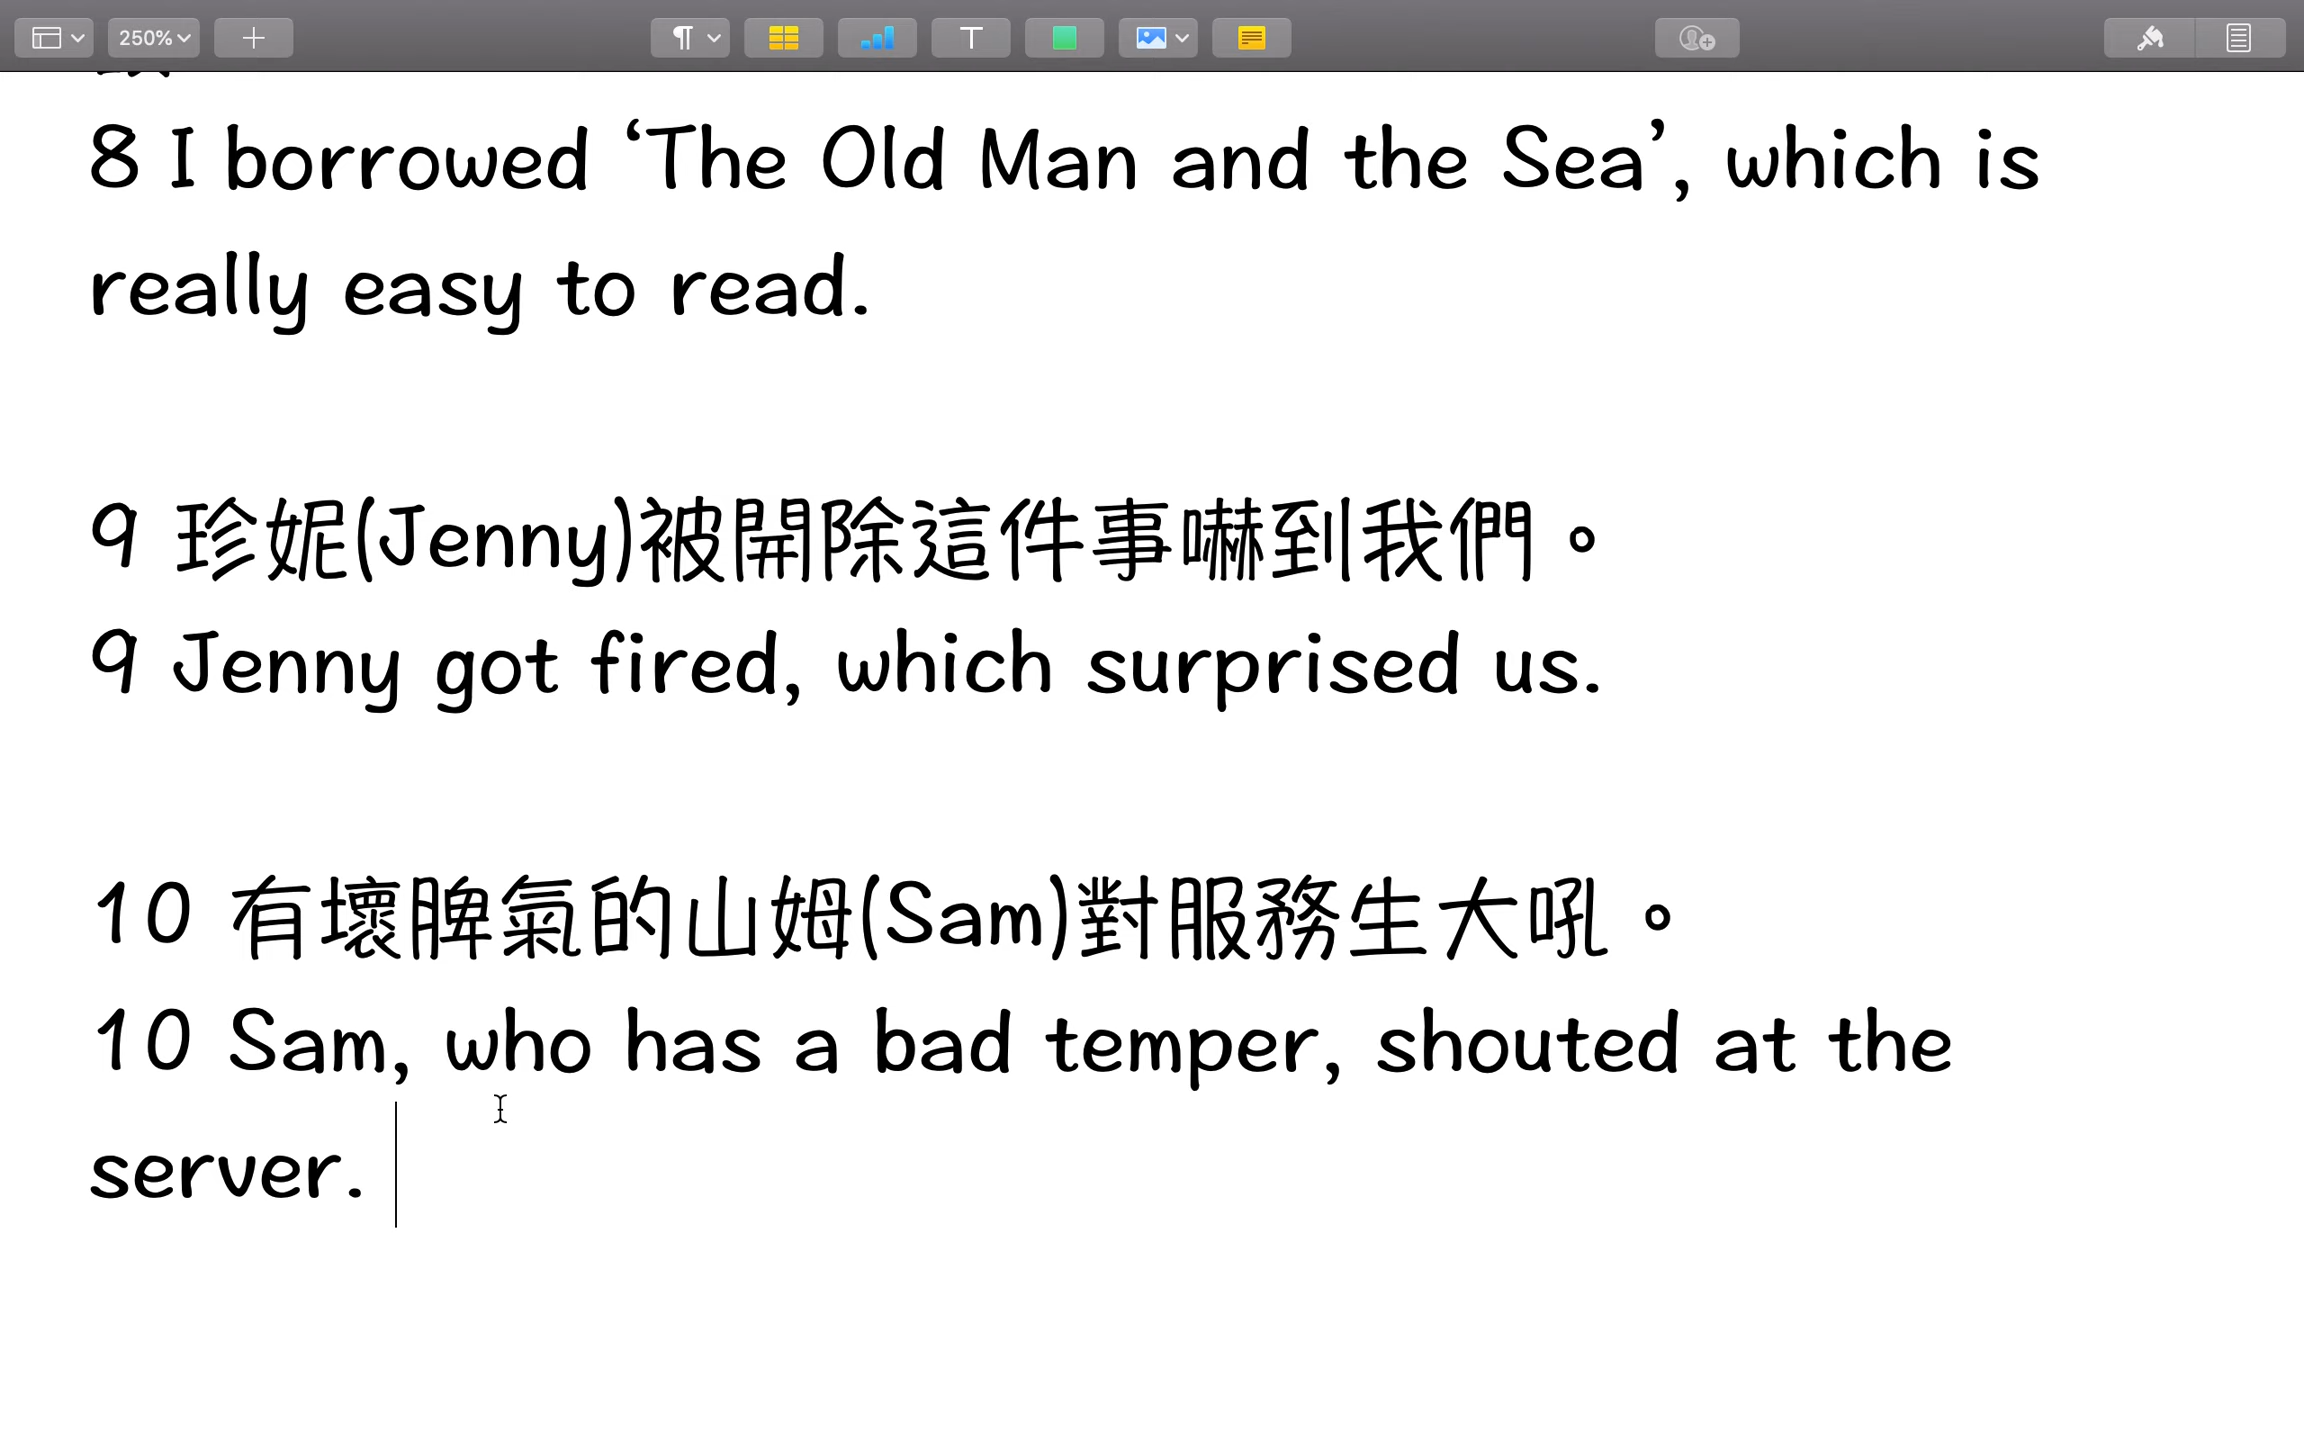 250%
8 I borrowed ‘The Old Man and the Sea’, which is
really easy to read.
9 珍妮(Jenny)被開除這件事嚇到我們。
9 Jenny got fired, which surprised us.
10 有壞脾氣的山姆(Sam)對服務生大吼。
10 Sam, who has a bad temper, shouted at the
server.